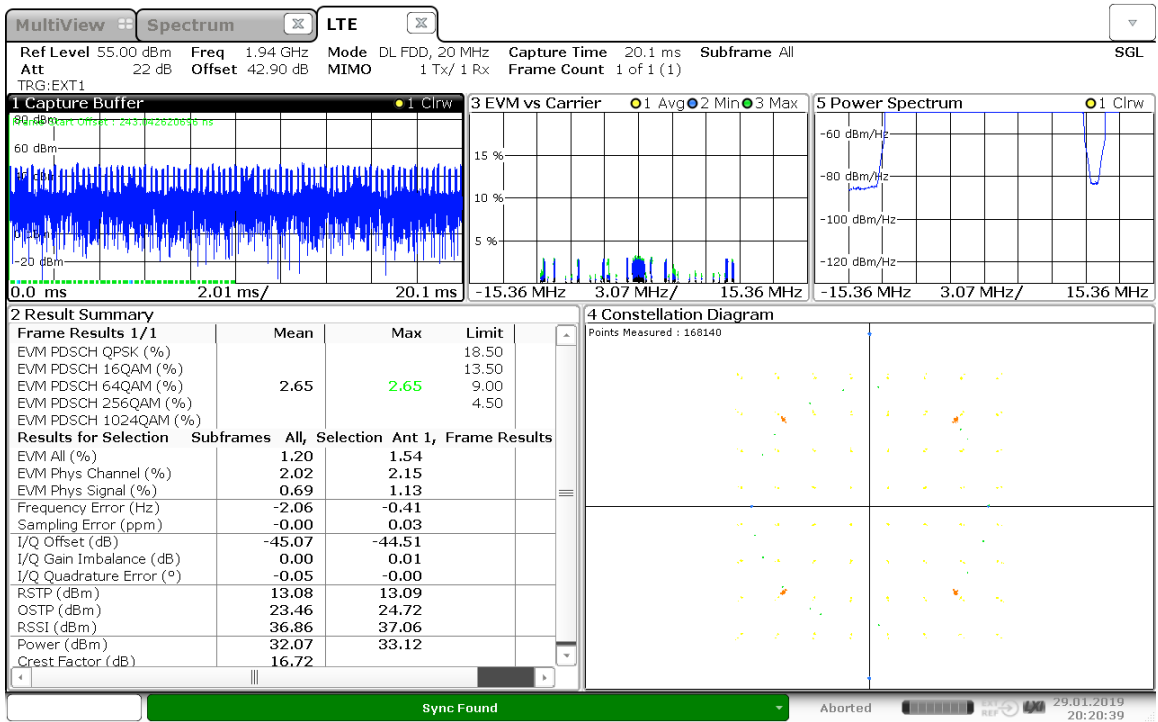 MultiView Spectrum LTE
Ref Level 55.00 dBm Freq 1.94 GHz Mode DL FDD, 20 MHz Capture Time 20.1 ms Subframe All SGL
Att 22 dB Offset 42.90 dB MIMO 1 Tx/ 1 Rx Frame Count 1 of 1 (1)
TRG:EXT1
1 Capture Buffer 1 Clrw
80 dBm
Frame Start Offset : 243.042620696 ns
60 dBm
-20 dBm
0.0 ms 2.01 ms/ 20.1 ms
3 EVM vs Carrier 1 Avg 2 Min 3 Max
15 %
10 %
5 %
-15.36 MHz 3.07 MHz/ 15.36 MHz
5 Power Spectrum 1 Clrw
-60 dBm/Hz
-80 dBm/Hz
-100 dBm/Hz
-120 dBm/Hz
-15.36 MHz 3.07 MHz/ 15.36 MHz
2 Result Summary
Frame Results 1/1 Mean Max Limit
EVM PDSCH QPSK (%) 18.50
EVM PDSCH 16QAM (%) 13.50
EVM PDSCH 64QAM (%) 2.65 2.65 9.00
EVM PDSCH 256QAM (%) 4.50
EVM PDSCH 1024QAM (%)
Results for Selection Subframes All, Selection Ant 1, Frame Results
EVM All (%) 1.20 1.54
EVM Phys Channel (%) 2.02 2.15
EVM Phys Signal (%) 0.69 1.13
Frequency Error (Hz) -2.06 -0.41
Sampling Error (ppm) -0.00 0.03
I/Q Offset (dB) -45.07 -44.51
I/Q Gain Imbalance (dB) 0.00 0.01
I/Q Quadrature Error (°) -0.05 -0.00
RSTP (dBm) 13.08 13.09
OSTP (dBm) 23.46 24.72
RSSI (dBm) 36.86 37.06
Power (dBm) 32.07 33.12
Crest Factor (dB) 16.72
4 Constellation Diagram
Points Measured : 168140
Sync Found
Aborted
EXT
REF
LXI
29.01.2019
20:20:39